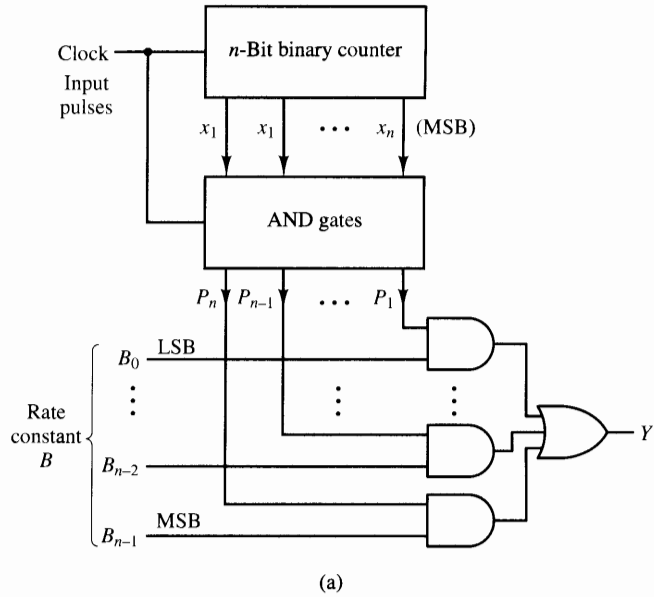 n-Bit binary counter
Clock
Input
pulses
x₁ x₁ ... xₙ (MSB)
AND gates
Pₙ Pₙ₋₁ ... P₁
B₀ LSB
Rate
constant
B
Bₙ₋₂
Bₙ₋₁ MSB
Y
(a)